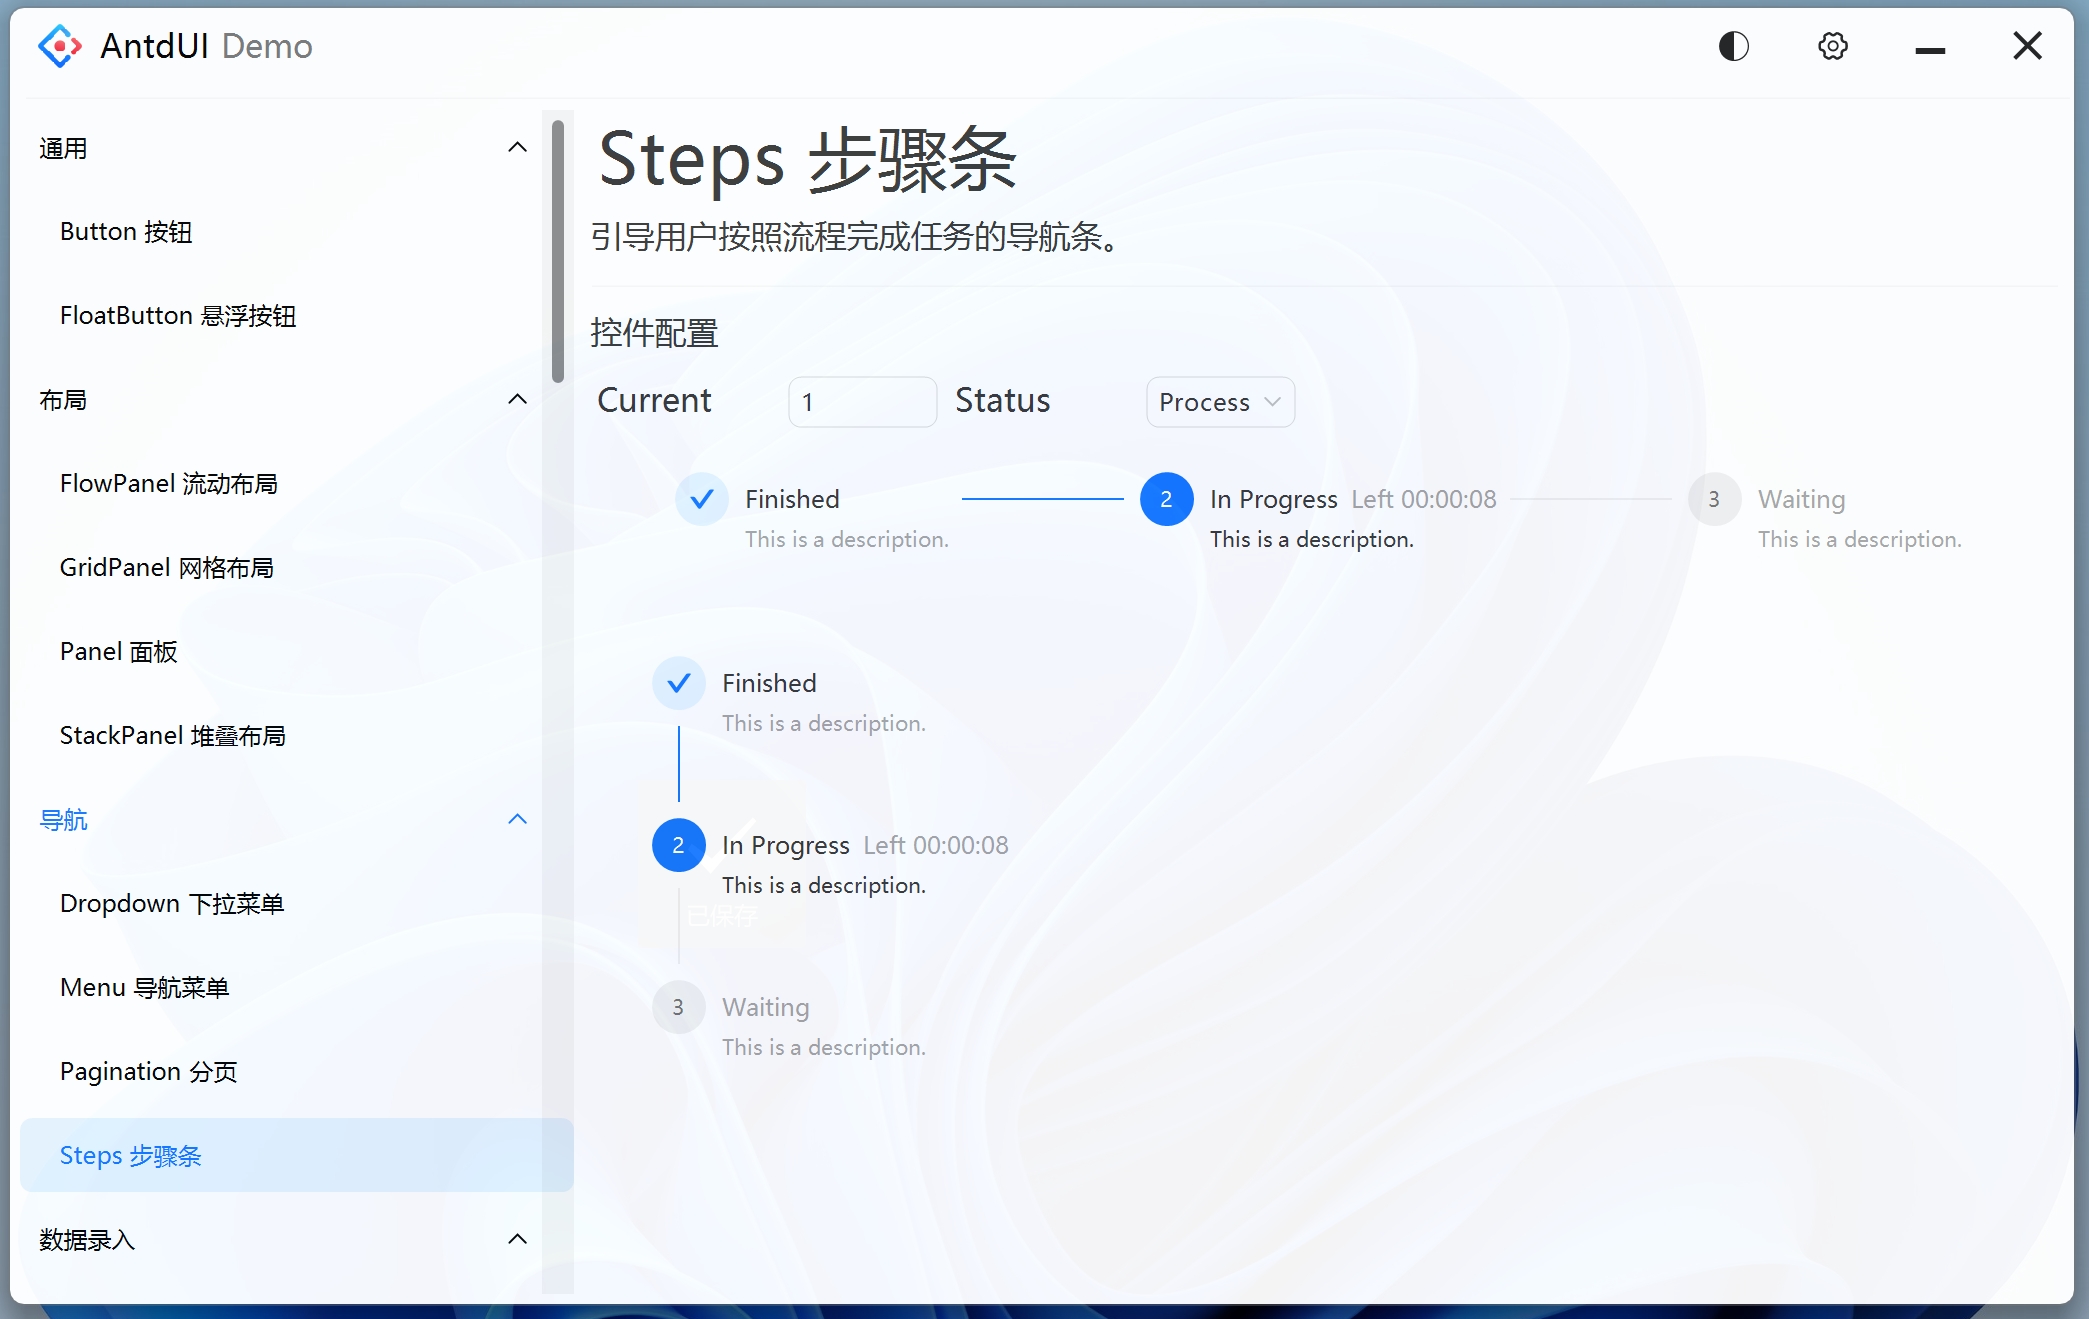 AntdUI Demo
通用
Button 按钮
FloatButton 悬浮按钮
布局
FlowPanel 流动布局
GridPanel 网格布局
Panel 面板
StackPanel 堆叠布局
导航
Dropdown 下拉菜单
Menu 导航菜单
Pagination 分页
Steps 步骤条
数据录入
Steps 步骤条
引导用户按照流程完成任务的导航条。
控件配置
Current 1 Status Process
Finished 2 In Progress Left 00:00:08 3 Waiting
This is a description. This is a description. This is a description.
Finished
This is a description.
2 In Progress Left 00:00:08
This is a description.
已保存
3 Waiting
This is a description.